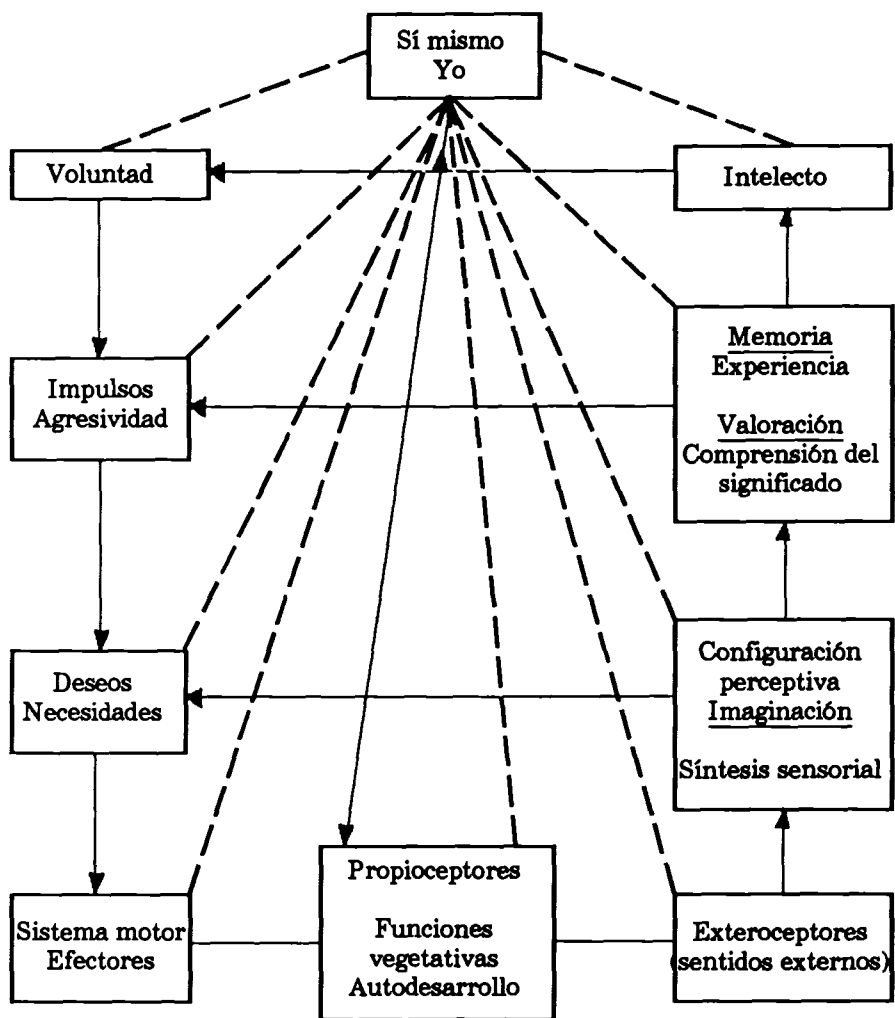 Sí mismo
Yo
Voluntad
Intelecto
Impulsos
Agresividad
Memoria
Experiencia
Valoración
Comprensión del
significado
Deseos
Necesidades
Configuración
perceptiva
Imaginación
Síntesis sensorial
Sistema motor
Efectores
Propioceptores
Funciones
vegetativas
Autodesarrollo
Exteroceptores
(sentidos externos)